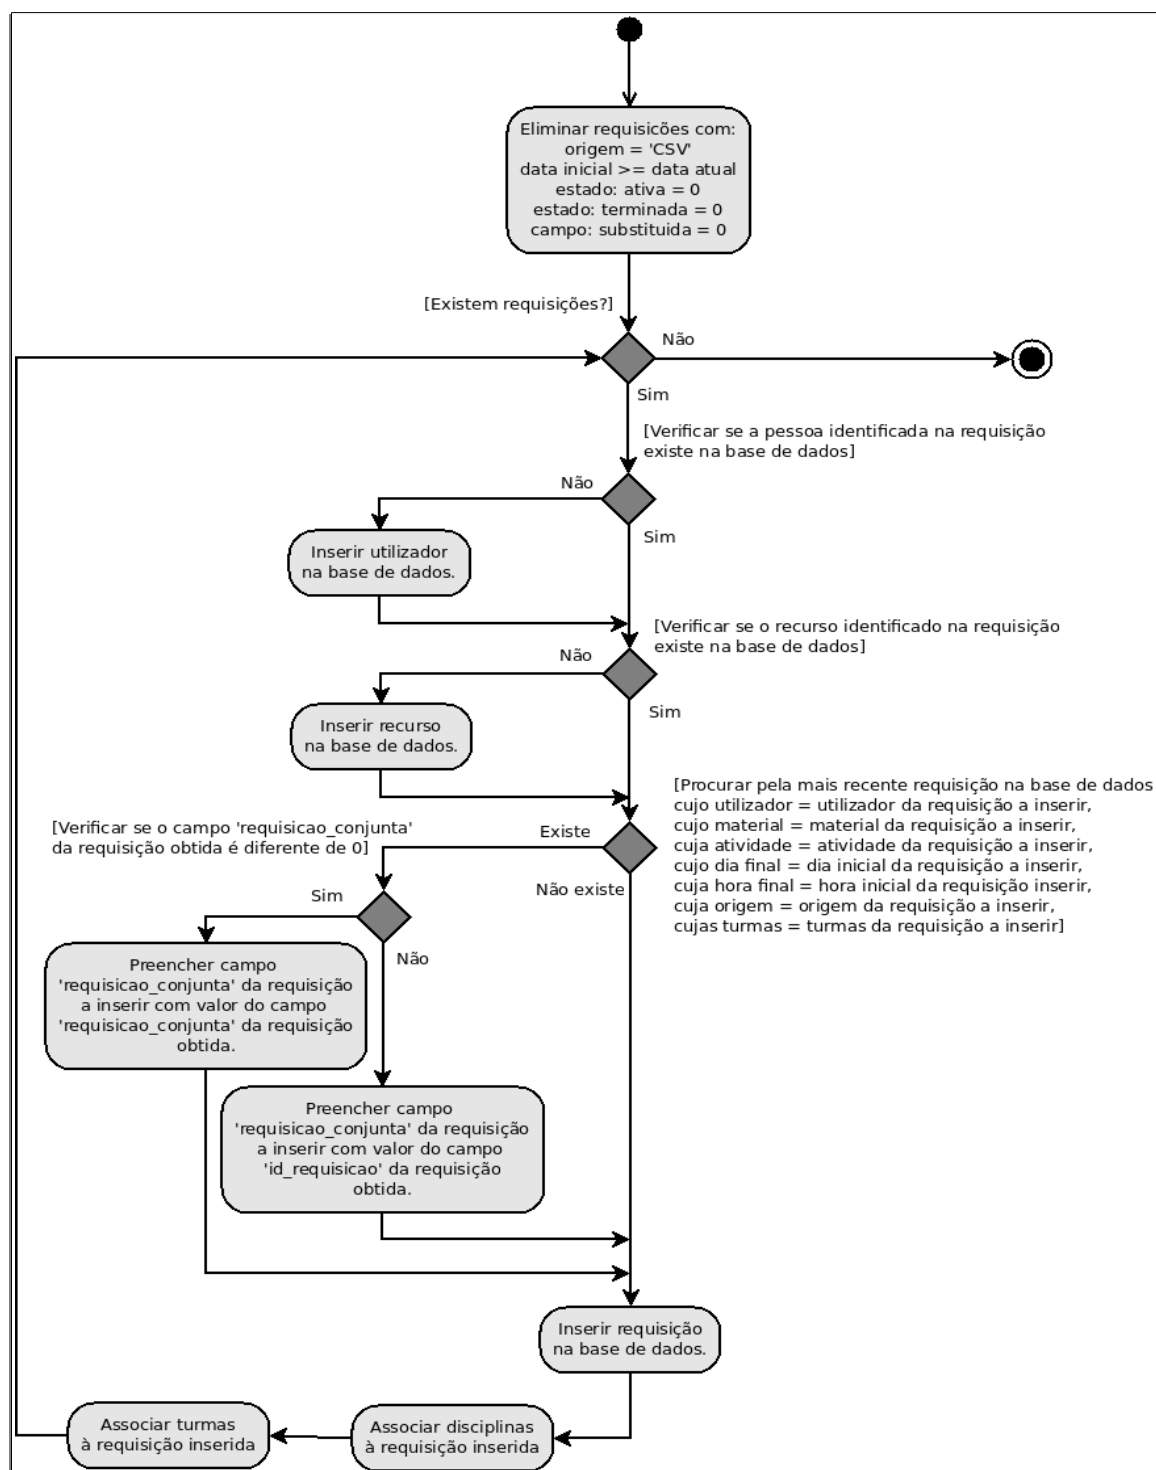 Eliminar requisicões com:
origem = 'CSV'
data inicial >= data atual
estado: ativa = 0
estado: terminada = 0
campo: substituida = 0
[Existem requisições?]
Não
Sim
[Verificar se a pessoa identificada na requisição
existe na base de dados]
Não
Sim
Inserir utilizador
na base de dados.
[Verificar se o recurso identificado na requisição
existe na base de dados]
Não
Sim
Inserir recurso
na base de dados.
[Procurar pela mais recente requisição na base de dados
cujo utilizador = utilizador da requisição a inserir,
cujo material = material da requisição a inserir,
cuja atividade = atividade da requisição a inserir,
cujo dia final = dia inicial da requisição a inserir,
cuja hora final = hora inicial da requisição inserir,
cuja origem = origem da requisição a inserir,
cujas turmas = turmas da requisição a inserir]
Existe
Não existe
[Verificar se o campo 'requisicao_conjunta'
da requisição obtida é diferente de 0]
Sim
Não
Preencher campo
'requisicao_conjunta' da requisição
a inserir com valor do campo
'requisicao_conjunta' da requisição
obtida.
Preencher campo
'requisicao_conjunta' da requisição
a inserir com valor do campo
'id_requisicao' da requisição
obtida.
Inserir requisição
na base de dados.
Associar disciplinas
à requisição inserida
Associar turmas
à requisição inserida